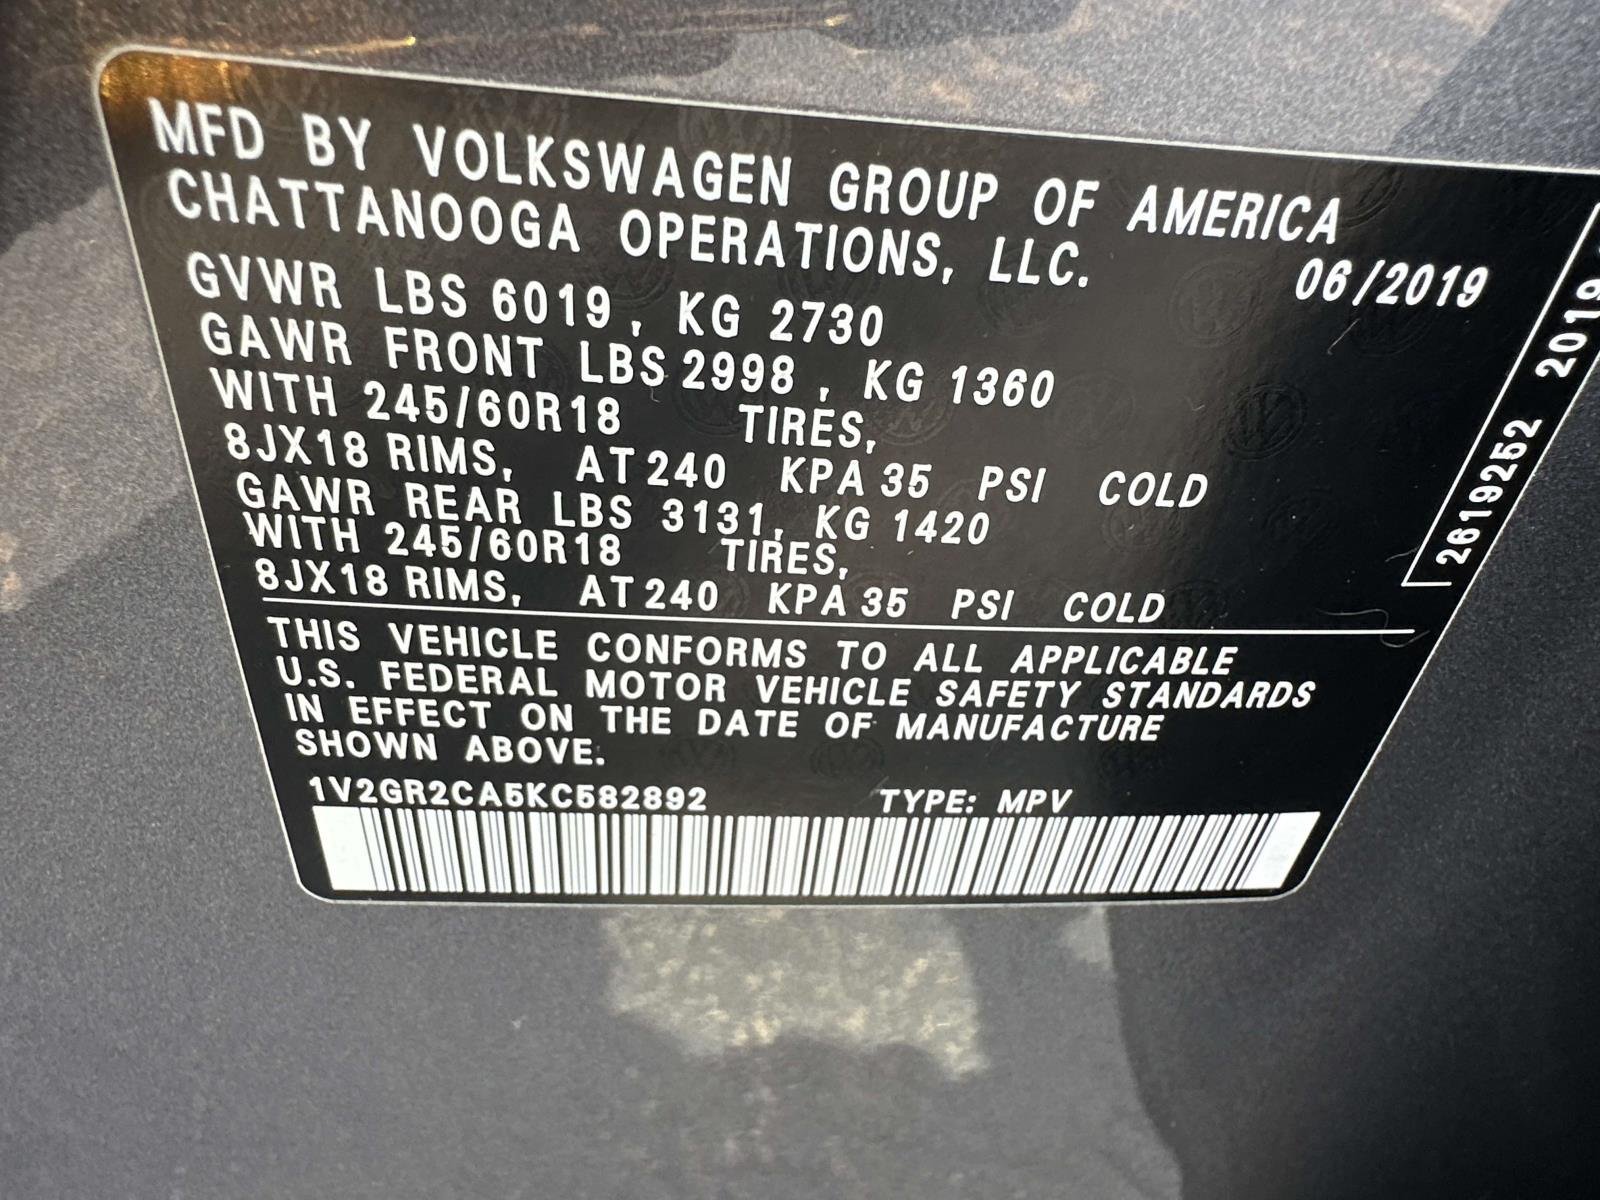 MFD BY VOLKSWAGEN GROUP OF AMERICA
CHATTANOOGA OPERATIONS, LLC.
06/2019
GVWR LBS 6019, KG 2730
GAWR FRONT LBS 2998, KG 1360
WITH 245/60R18 TIRES,
8JX18 RIMS, AT 240 KPA 35 PSI COLD
GAWR REAR LBS 3131, KG 1420
WITH 245/60R18 TIRES,
8JX18 RIMS, AT 240 KPA 35 PSI COLD
THIS VEHICLE CONFORMS TO ALL APPLICABLE
U.S. FEDERAL MOTOR VEHICLE SAFETY STANDARDS
IN EFFECT ON THE DATE OF MANUFACTURE
SHOWN ABOVE.
1V2GR2CA5KC582892 TYPE: MPV
2619252 2019